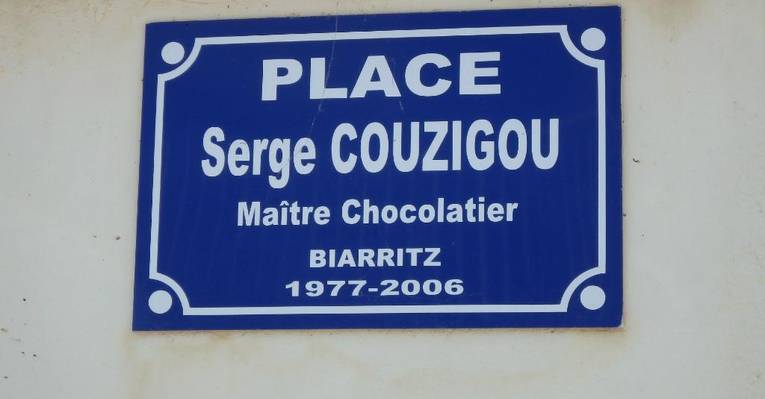 PLACE
Serge COUZIGOU
Maître Chocolatier
BIARRITZ
1977-2006